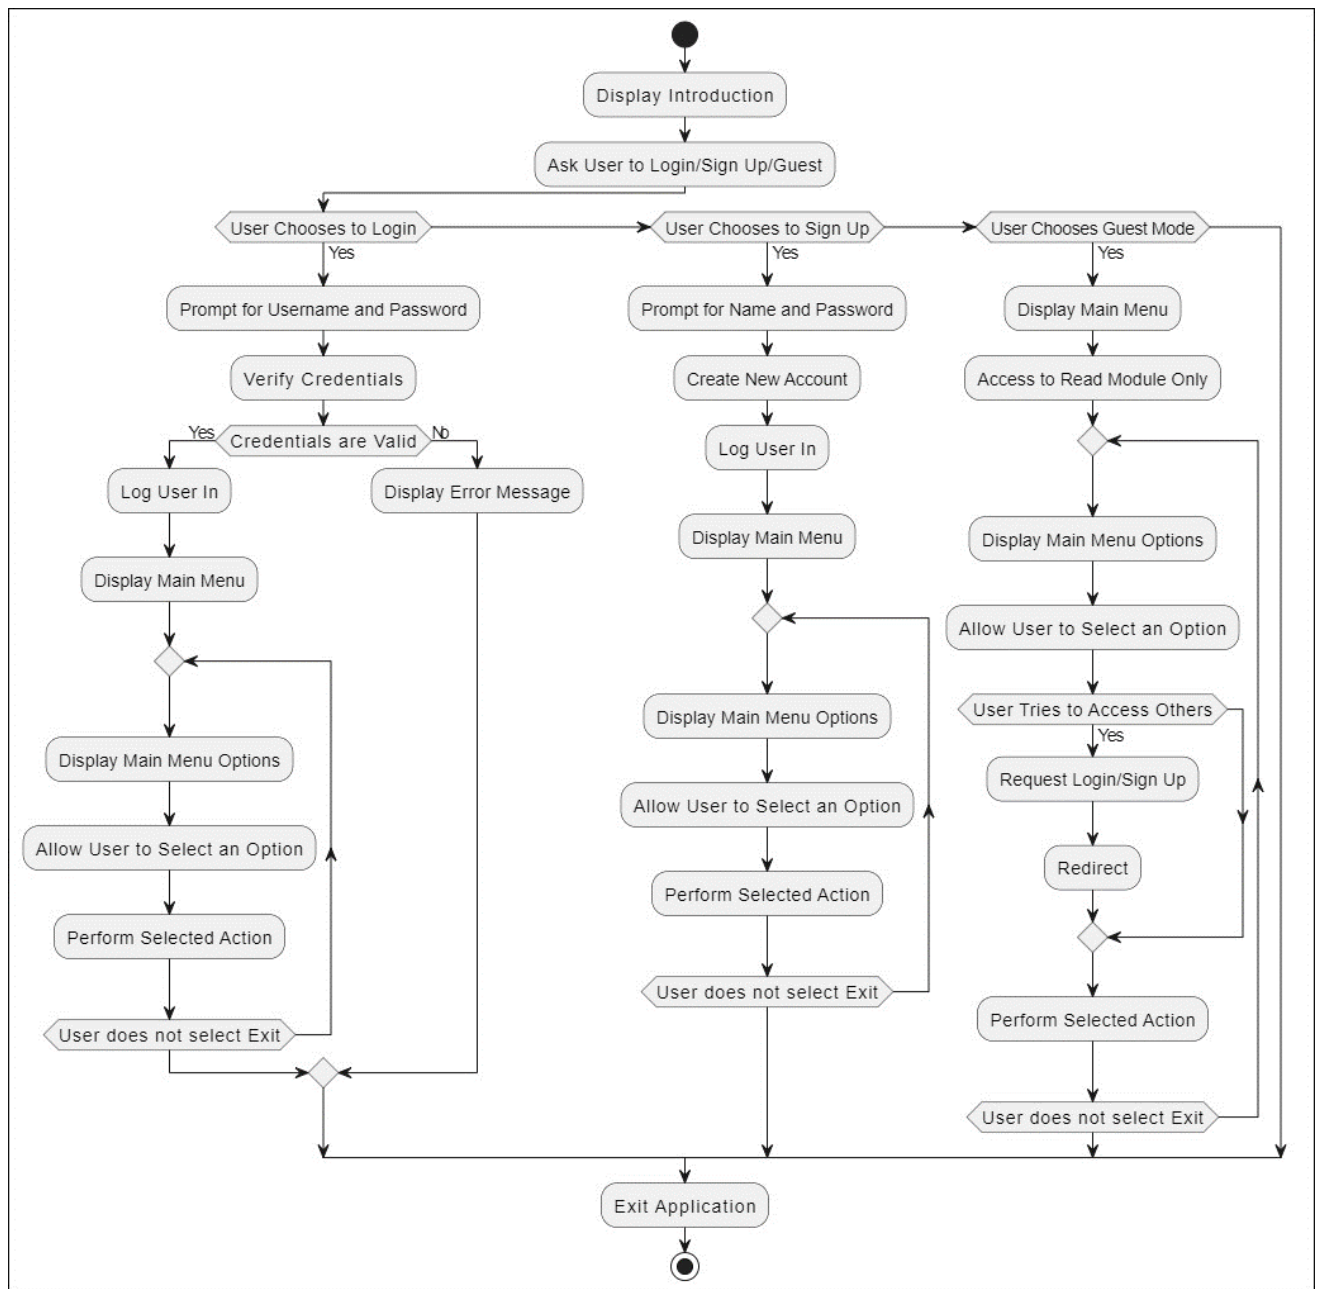 Display Introduction
Ask User to Login/Sign Up/Guest
User Chooses to Login
Yes
Prompt for Username and Password
Verify Credentials
Credentials are Valid
Yes
No
Log User In
Display Main Menu
Display Main Menu Options
Allow User to Select an Option
Perform Selected Action
User does not select Exit
Display Error Message
User Chooses to Sign Up
Yes
Prompt for Name and Password
Create New Account
Log User In
Display Main Menu
Display Main Menu Options
Allow User to Select an Option
Perform Selected Action
User does not select Exit
User Chooses Guest Mode
Yes
Display Main Menu
Access to Read Module Only
Display Main Menu Options
Allow User to Select an Option
User Tries to Access Others
Yes
Request Login/Sign Up
Redirect
Perform Selected Action
User does not select Exit
Exit Application